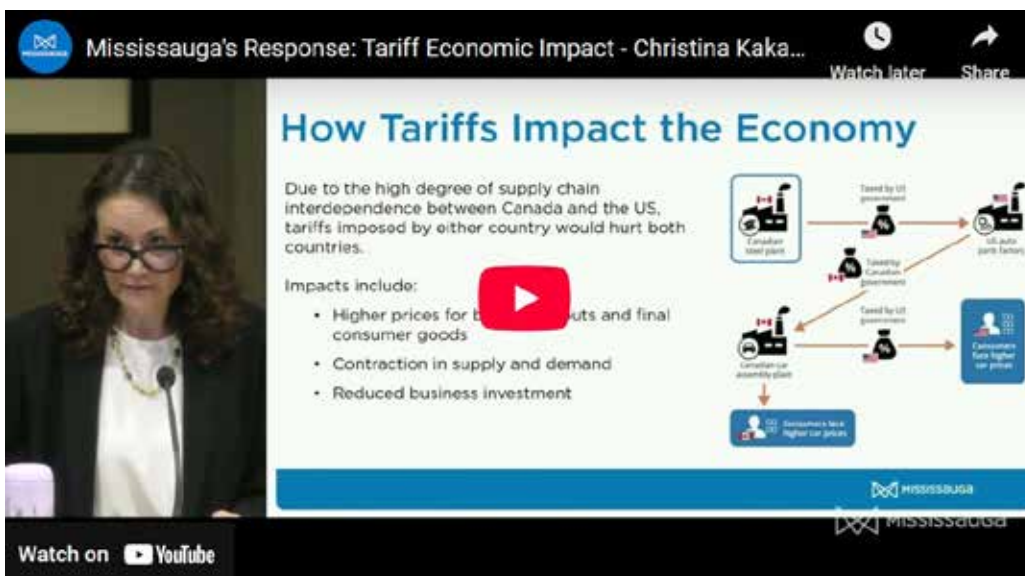 Mississauga's Response: Tariff Economic Impact - Christina Kaka...
Watch later
Share
How Tariffs Impact the Economy
Due to the high degree of supply chain
interdependence between Canada and the US,
tariffs imposed by either country would hurt both
countries.
Impacts include:
• Higher prices for b uts and final
consumer goods
• Contraction in supply and demand
• Reduced business investment
Taxed by US
government
Canadian
steel plant
US auto
parts factory
Taxed by
Canadian
government
Taxed by US
government
Canadian car
assembly plant
Consumers
face higher
car prices
Consumers face
higher car prices
MISSISSAUGA
MISSISSAUGA
Watch on YouTube